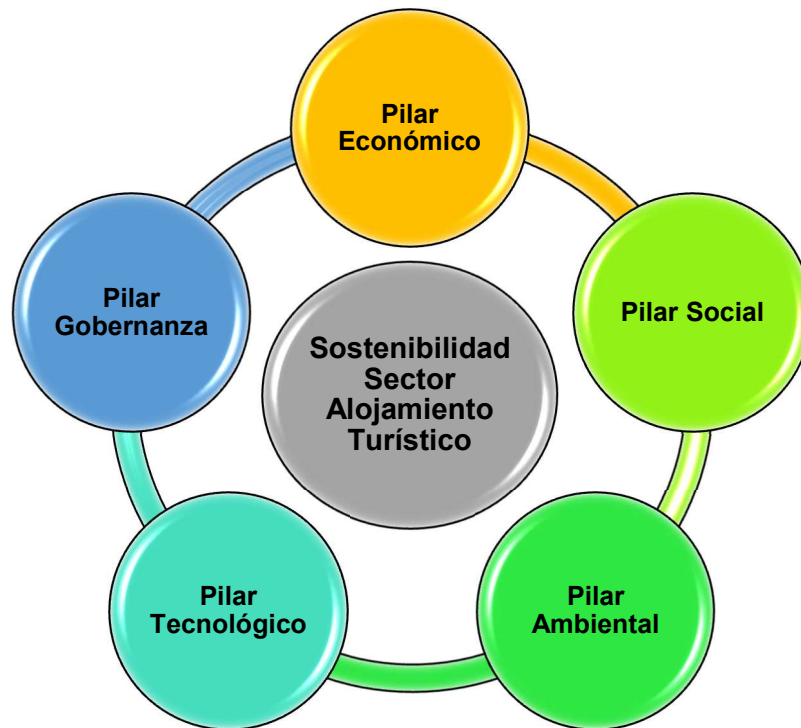 Pilar
Económico
Pilar Social
Pilar
Ambiental
Pilar
Tecnológico
Pilar
Gobernanza
Sostenibilidad
Sector
Alojamiento
Turístico